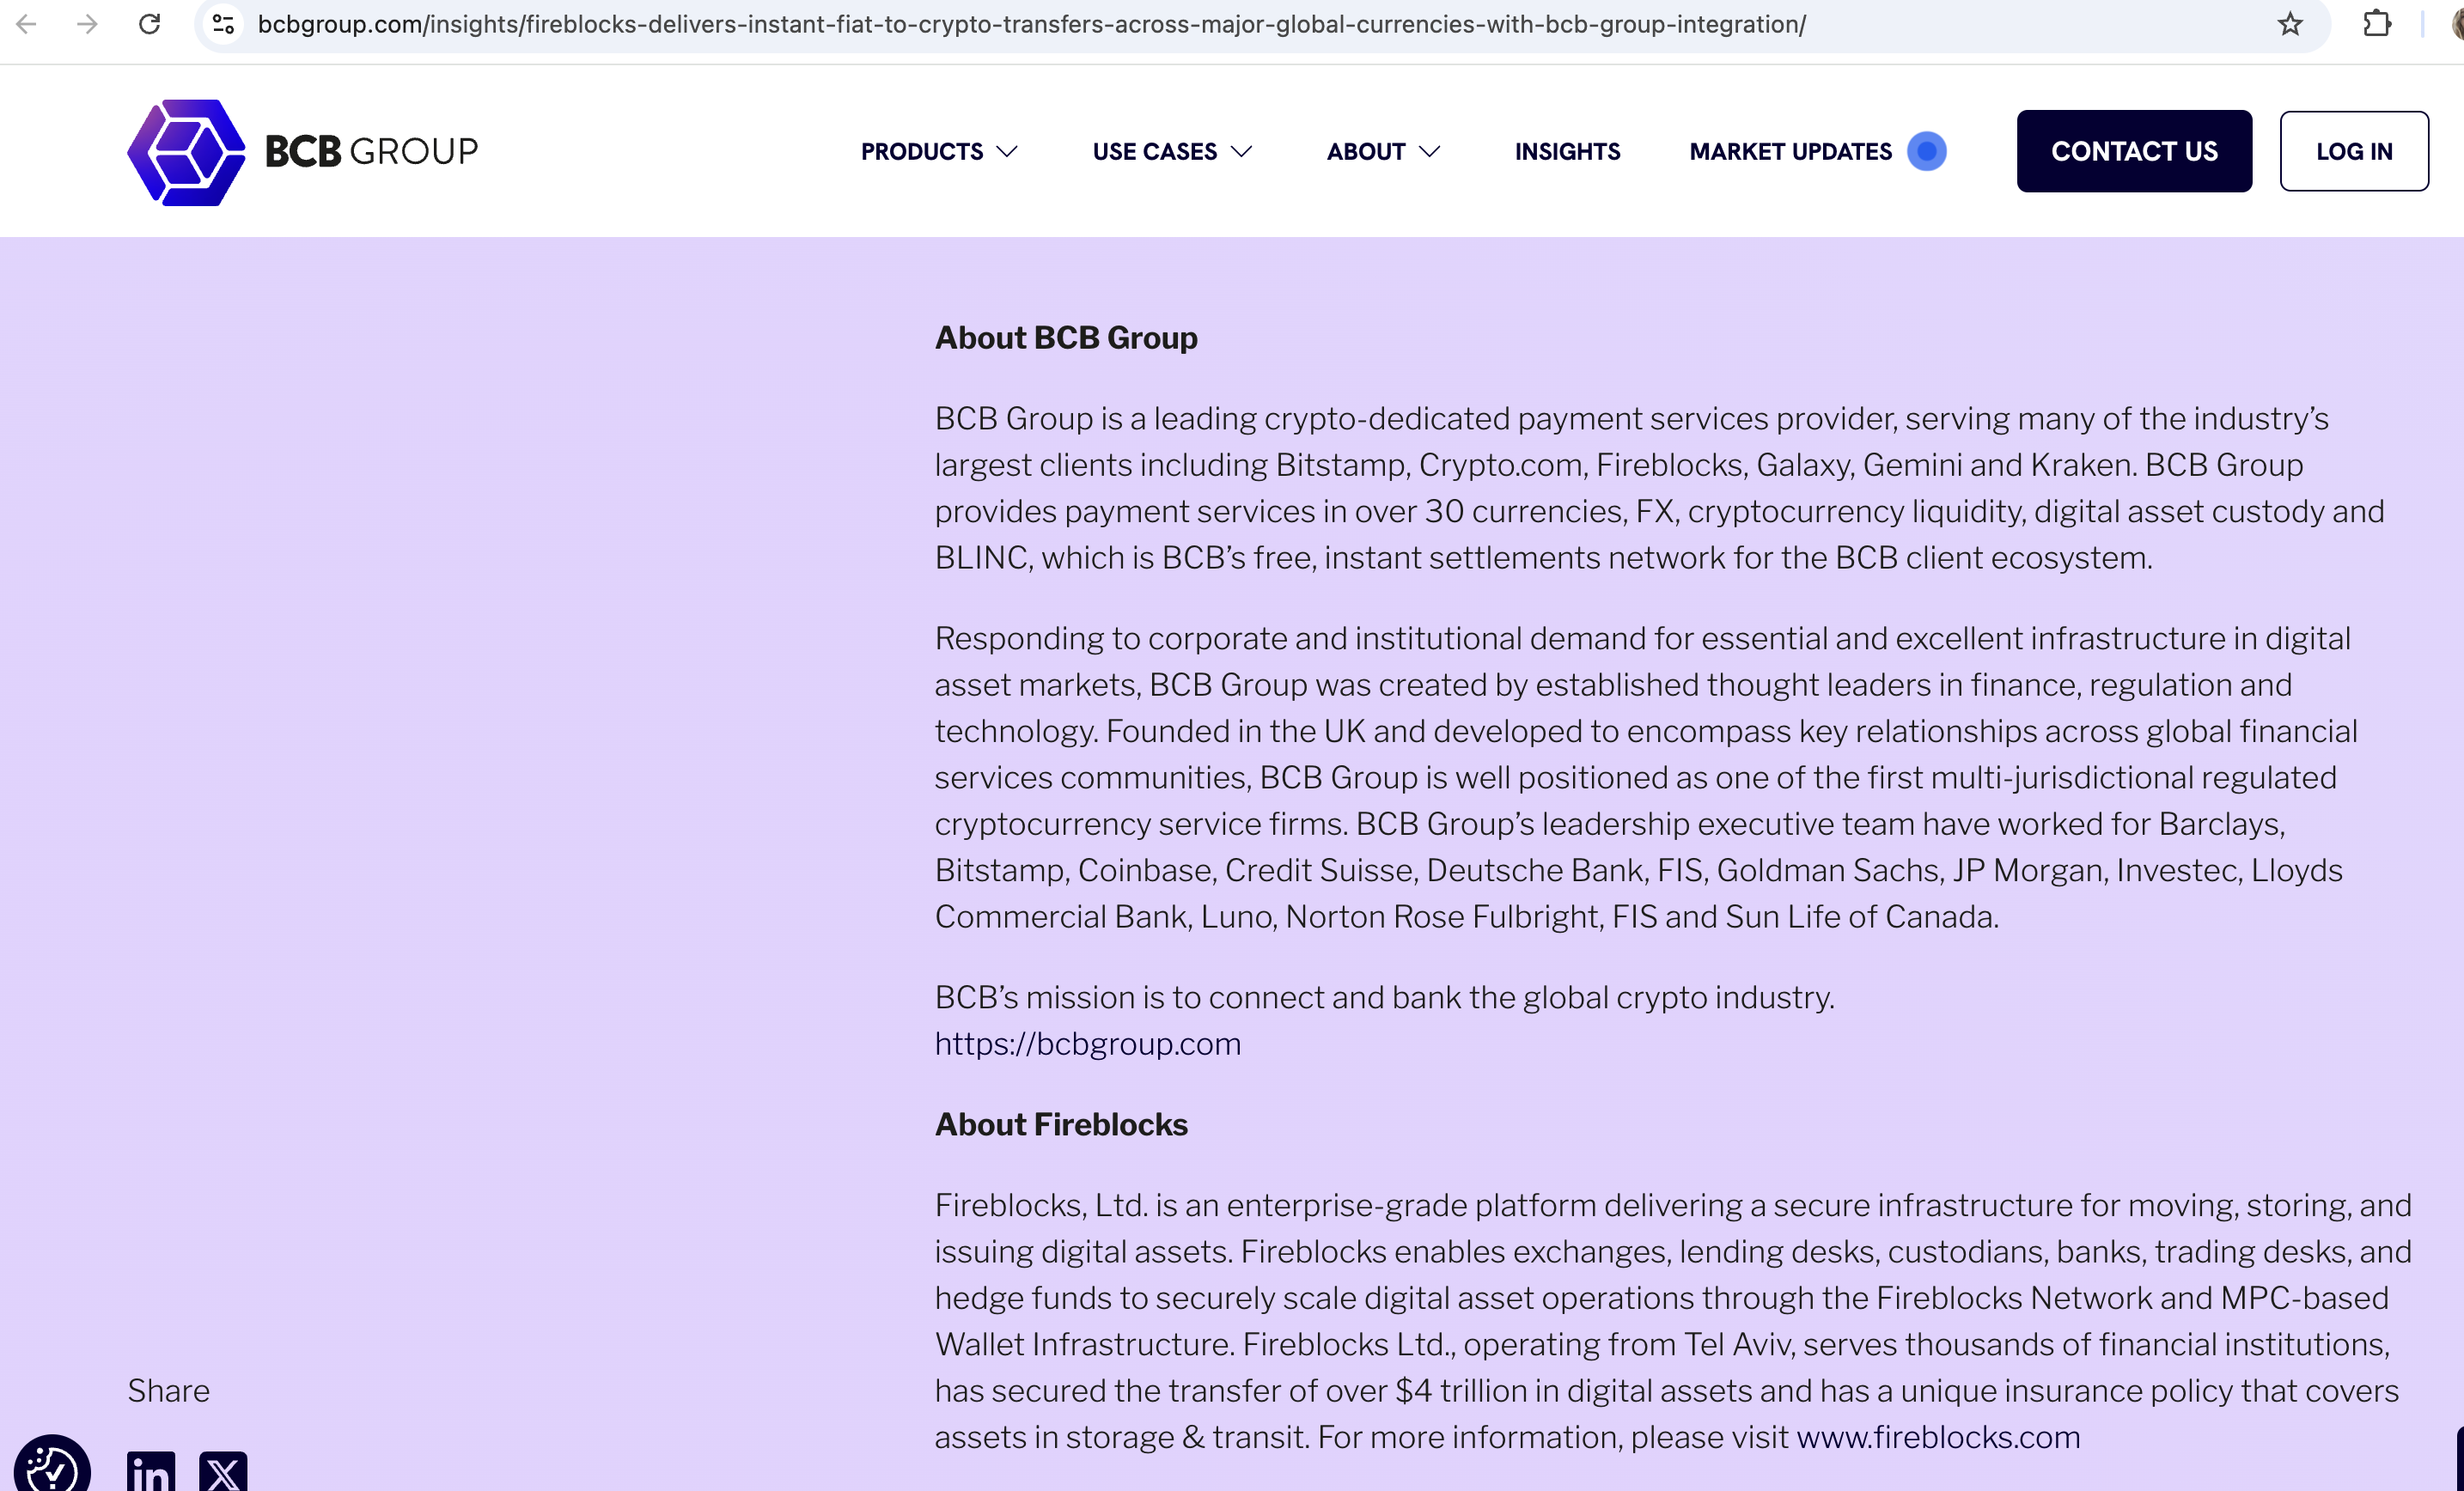 bcbgroup.com/insights/fireblocks-delivers-instant-fiat-to-crypto-transfers-across-major-global-currencies-with-bcb-group-integration/
BCB GROUP
PRODUCTS
USE CASES
ABOUT
INSIGHTS
MARKET UPDATES
CONTACT US
LOG IN
About BCB Group
BCB Group is a leading crypto-dedicated payment services provider, serving many of the industry’s
largest clients including Bitstamp, Crypto.com, Fireblocks, Galaxy, Gemini and Kraken. BCB Group
provides payment services in over 30 currencies, FX, cryptocurrency liquidity, digital asset custody and
BLINC, which is BCB’s free, instant settlements network for the BCB client ecosystem.
Responding to corporate and institutional demand for essential and excellent infrastructure in digital
asset markets, BCB Group was created by established thought leaders in finance, regulation and
technology. Founded in the UK and developed to encompass key relationships across global financial
services communities, BCB Group is well positioned as one of the first multi-jurisdictional regulated
cryptocurrency service firms. BCB Group’s leadership executive team have worked for Barclays,
Bitstamp, Coinbase, Credit Suisse, Deutsche Bank, FIS, Goldman Sachs, JP Morgan, Investec, Lloyds
Commercial Bank, Luno, Norton Rose Fulbright, FIS and Sun Life of Canada.
BCB’s mission is to connect and bank the global crypto industry.
https://bcbgroup.com
About Fireblocks
Fireblocks, Ltd. is an enterprise-grade platform delivering a secure infrastructure for moving, storing, and
issuing digital assets. Fireblocks enables exchanges, lending desks, custodians, banks, trading desks, and
hedge funds to securely scale digital asset operations through the Fireblocks Network and MPC-based
Wallet Infrastructure. Fireblocks Ltd., operating from Tel Aviv, serves thousands of financial institutions,
has secured the transfer of over $4 trillion in digital assets and has a unique insurance policy that covers
assets in storage & transit. For more information, please visit www.fireblocks.com
Share
in X